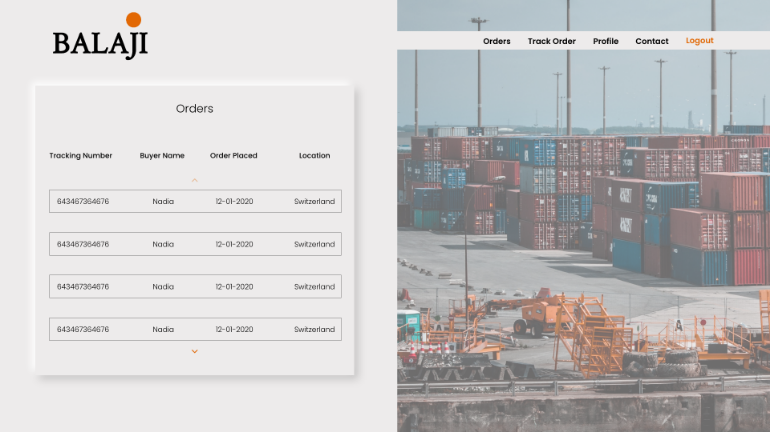 BALAJI
Orders Track Order Profile Contact Logout
Orders
Tracking Number Buyer Name Order Placed Location
643467364676 Nadia 12-01-2020 Switzerland
643467364676 Nadia 12-01-2020 Switzerland
643467364676 Nadia 12-01-2020 Switzerland
643467364676 Nadia 12-01-2020 Switzerland